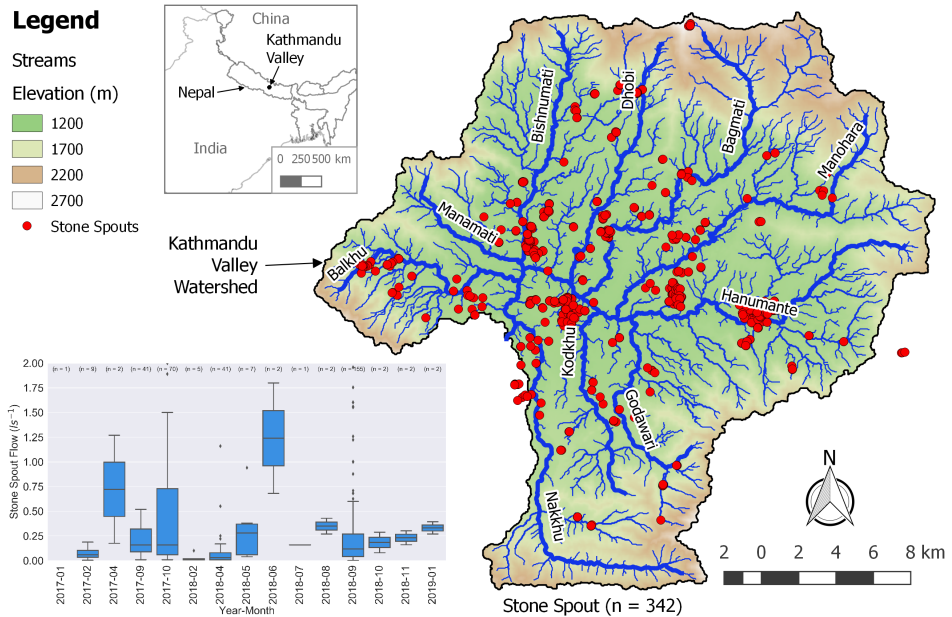 Legend
Streams
Elevation (m)
1200
1700
2200
2700
Stone Spouts
China
Kathmandu
Valley
Nepal
India
0 250 500 km
Kathmandu
Valley
Watershed
Bishnumati
Dhobi
Bagmati
Manohara
Manamati
Balkhu
Hanumante
Kodkhu
Godawari
Nakkhu
N
2 0 2 4 6 8 km
Stone Spout (n = 342)
Stone Spout Flow (ls⁻¹)
2.00
1.75
1.50
1.25
1.00
0.75
0.50
0.25
0.00
(n = 1) (n = 9) (n = 2) (n = 41) (n = 70) (n = 5) (n = 41) (n = 7) (n = 2) (n = 1) (n = 2) (n = 155) (n = 2) (n = 2) (n = 2)
2017-01 2017-02 2017-04 2017-09 2017-10 2018-02 2018-04 2018-05 2018-06 2018-07 2018-08 2018-09 2018-10 2018-11 2019-01
Year-Month